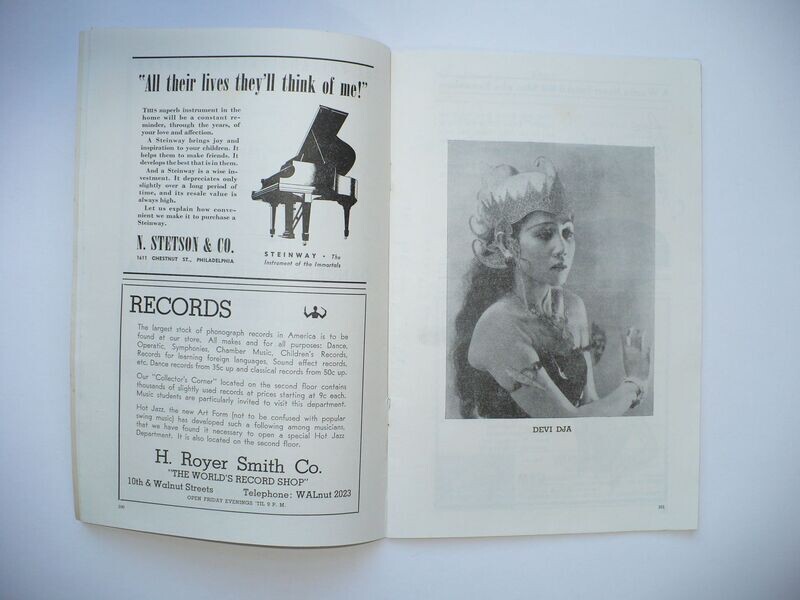 "All their lives they'll think of me!"
THIS superb instrument in the
home will be a constant re-
minder, through the years, of
your love and affection.
A Steinway brings joy and
inspiration to your children. It
helps them to make friends. It
develops the best that is in them.
And a Steinway is a wise in-
vestment. It depreciates only
slightly over a long period of
time, and its resale value is
always high.
Let us explain how conve-
nient we make it to purchase a
Steinway.
N. STETSON & CO.
1611 CHESTNUT ST., PHILADELPHIA
STEINWAY • The
Instrument of the Immortals
RECORDS
The largest stock of phonograph records in America is to be
found at our store. All makes and for all purposes: Dance,
Operatic, Symphonies, Chamber Music, Children's Records,
Records for learning foreign languages, Sound effect records,
etc. Dance records from 35c up and classical records from 50c up.
Our "Collector's Corner" located on the second floor contains
thousands of slightly used records at prices starting at 9c each.
Music students are particularly invited to visit this department.
Hot Jazz, the new Art Form (not to be confused with popular
swing music) has developed such a following among musicians,
that we have found it necessary to open a special Hot Jazz
Department. It is also located on the second floor.
H. Royer Smith Co.
"THE WORLD'S RECORD SHOP"
10th & Walnut Streets Telephone: WALnut 2023
OPEN FRIDAY EVENINGS 'TIL 9 P. M.
DEVI DJA